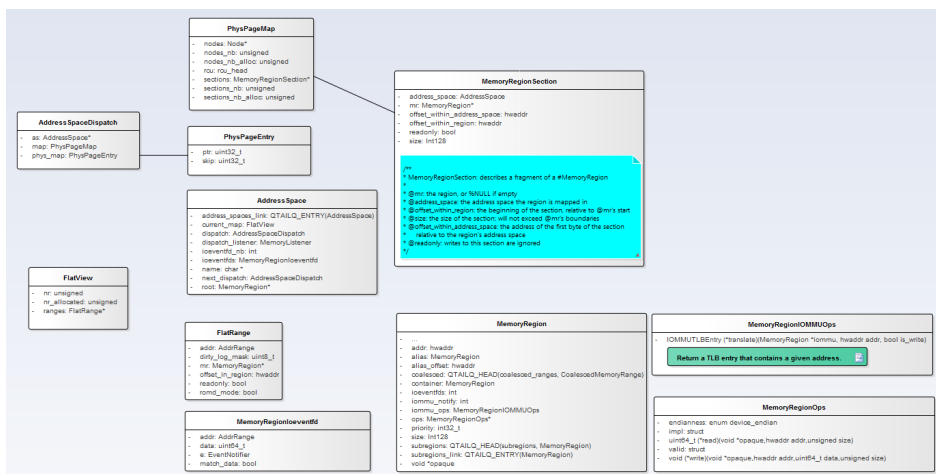 PhysPageMap
- nodes: Node*
- nodes_nb: unsigned
- nodes_nb_alloc: unsigned
- rcu: rcu_head
- sections: MemoryRegionSection*
- sections_nb: unsigned
- sections_nb_alloc: unsigned
MemoryRegionSection
- address_space: AddressSpace
- mr: MemoryRegion*
- offset_within_address_space: hwaddr
- offset_within_region: hwaddr
- readonly: bool
- size: Int128
/**
* MemoryRegionSection: describes a fragment of a #MemoryRegion
*
* @mr: the region, or %NULL if empty
* @address_space: the address space the region is mapped in
* @offset_within_region: the beginning of the section, relative to @mr's start
* @size: the size of the section; will not exceed @mr's boundaries
* @offset_within_address_space: the address of the first byte of the section
* relative to the region's address space
* @readonly: writes to this section are ignored
*/
AddressSpaceDispatch
- as: AddressSpace*
- map: PhysPageMap
- phys_map: PhysPageEntry
PhysPageEntry
- ptr: uint32_t
- skip: uint32_t
AddressSpace
- address_spaces_link: QTAILQ_ENTRY(AddressSpace)
- current_map: FlatView
- dispatch: AddressSpaceDispatch
- dispatch_listener: MemoryListener
- ioeventfd_nb: int
- ioeventfds: MemoryRegionIoeventfd
- name: char *
- next_dispatch: AddressSpaceDispatch
- root: MemoryRegion*
FlatView
- nr: unsigned
- nr_allocated: unsigned
- ranges: FlatRange*
FlatRange
- addr: AddrRange
- dirty_log_mask: uint8_t
- mr: MemoryRegion*
- offset_in_region: hwaddr
- readonly: bool
- romd_mode: bool
MemoryRegionIoeventfd
- addr: AddrRange
- data: uint64_t
- e: EventNotifier
- match_data: bool
MemoryRegion
- ...
- addr: hwaddr
- alias: MemoryRegion
- alias_offset: hwaddr
- coalesced: QTAILQ_HEAD(coalesced_ranges, CoalescedMemoryRange)
- container: MemoryRegion
- ioeventfds: int
- iommu_notify: int
- iommu_ops: MemoryRegionIOMMUOps
- ops: MemoryRegionOps*
- priority: int32_t
- size: Int128
- subregions: QTAILQ_HEAD(subregions, MemoryRegion)
- subregions_link: QTAILQ_ENTRY(MemoryRegion)
- void *opaque
MemoryRegionIOMMUOps
- IOMMUTLBEntry (*translate)(MemoryRegion *iommu, hwaddr addr, bool is_write)
Return a TLB entry that contains a given address.
MemoryRegionOps
- endianness: enum device_endian
- impl: struct
- uint64_t (*read)(void *opaque,hwaddr addr,unsigned size)
- valid: struct
- void (*write)(void *opaque,hwaddr addr,uint64_t data,unsigned size)